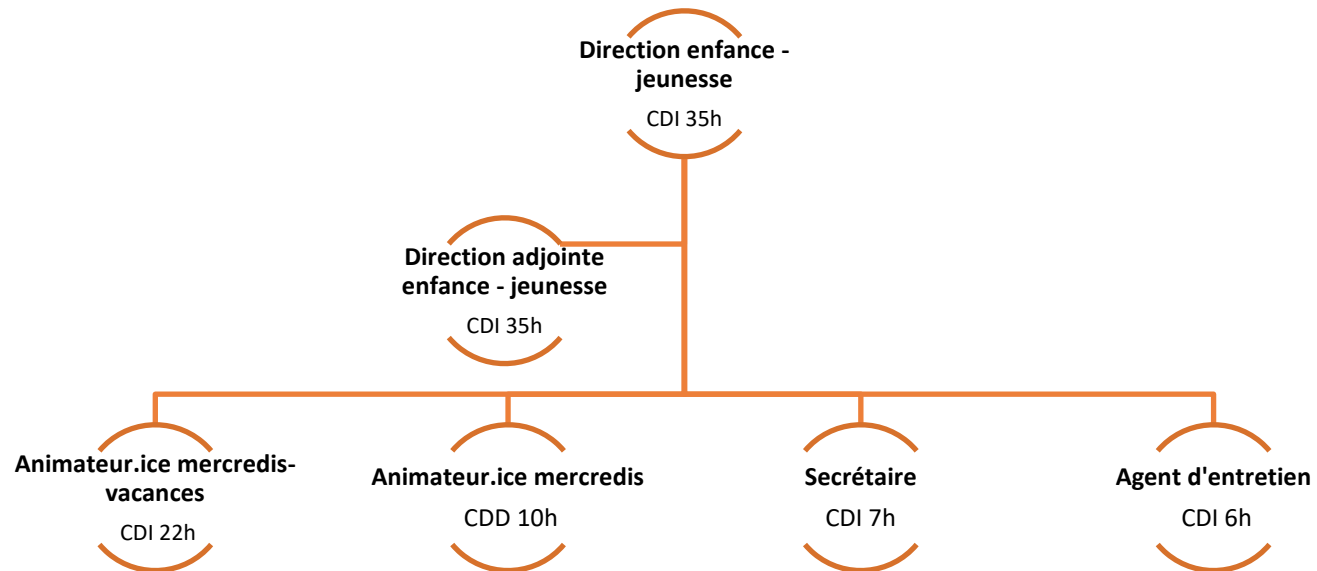 Direction enfance -
jeunesse
CDI 35h
Direction adjointe
enfance - jeunesse
CDI 35h
Animateur.ice mercredis-
vacances
CDI 22h
Animateur.ice mercredis
CDD 10h
Secrétaire
CDI 7h
Agent d'entretien
CDI 6h